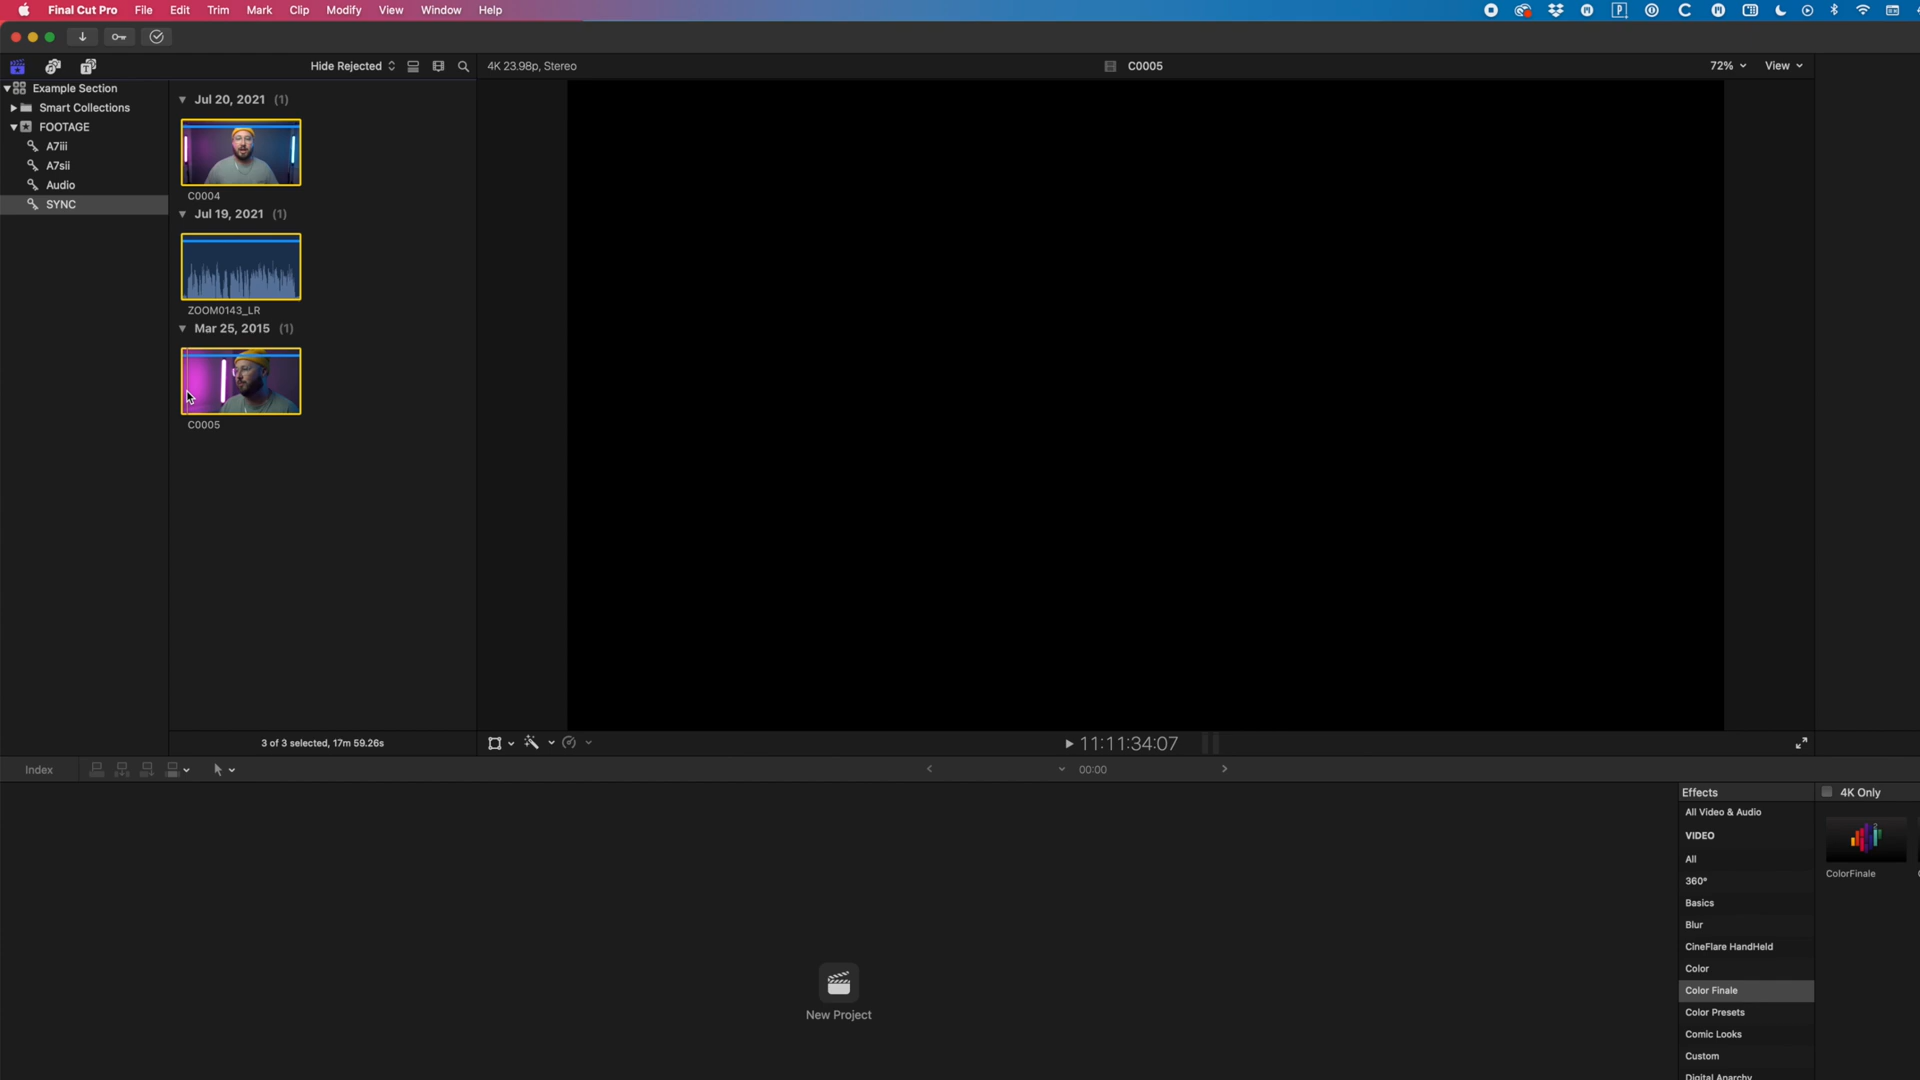 Final Cut Pro File Edit Trim Mark Clip Modify View Window Help
Hide Rejected
4K 23.98p, Stereo
C0005
72%
View
Example Section
Smart Collections
FOOTAGE
A7iii
A7sii
Audio
SYNC
Jul 20, 2021 (1)
C0004
Jul 19, 2021 (1)
ZOOM0143_LR
Mar 25, 2015 (1)
C0005
3 of 3 selected, 17m 59.26s
11:11:34:07
Index
00:00
Effects
4K Only
All Video & Audio
VIDEO
All
360°
Basics
Blur
CineFlare HandHeld
Color
Color Finale
Color Presets
Comic Looks
Custom
Digital Anarchy
2
ColorFinale
New Project